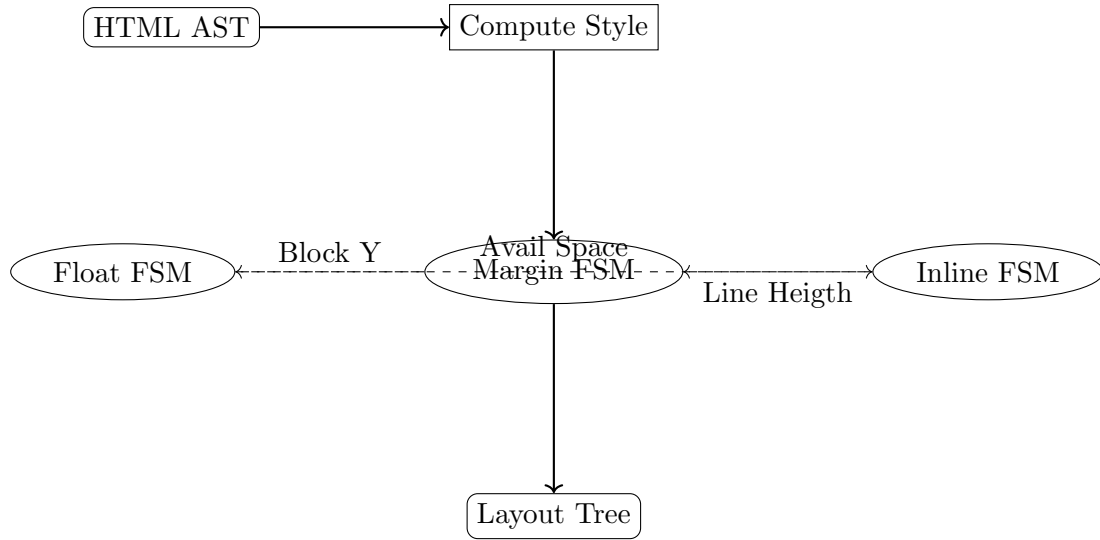 HTML AST
Compute Style
Block Y
Avail Space
Float FSM
Margin FSM
Inline FSM
Line Heigth
Layout Tree